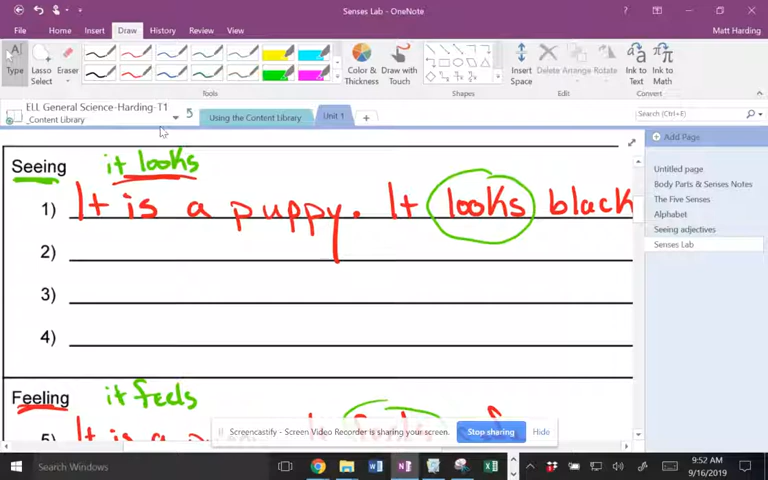 Senses Lab - OneNote
Matt Harding
File Home Insert Draw History Review View
Type
Lasso Select
Eraser
Color & Thickness
Draw with Touch
Insert Space
Delete
Arrange
Rotate
Ink to Text
Ink to Math
Tools
Shapes
Edit
Convert
ELL General Science-Harding-T1
_Content Library
Using the Content Library
Unit 1
Search (Ctrl+E)
Add Page
Untitled page
Body Parts & Senses Notes
The Five Senses
Alphabet
Seeing adjectives
Senses Lab
Seeing it looks
1) It is a puppy. It looks black
2)
3)
4)
Feeling it feels
5) It is a
Screencastify - Screen Video Recorder is sharing your screen.
Stop sharing
Hide
Search Windows
9:52 AM
9/16/2019